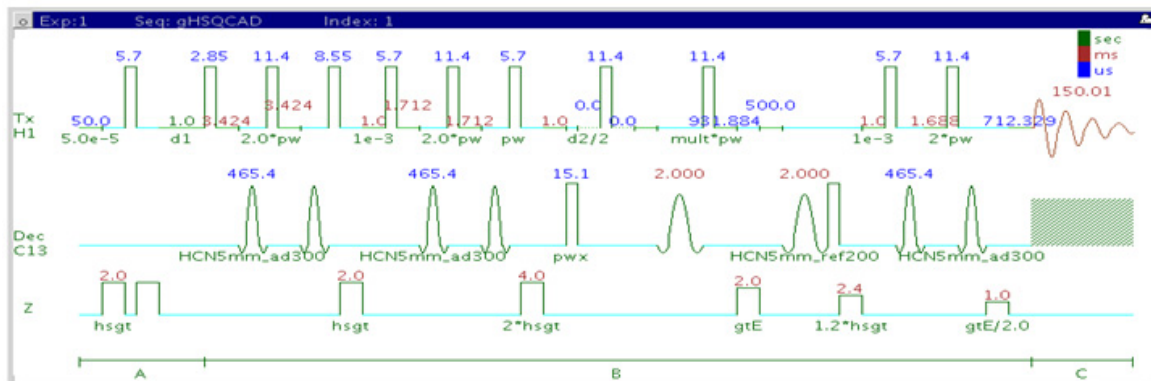 Exp:1 Seq: gHSQCAD Index: 1
sec
ms
us
5.7 2.85 11.4 8.55 5.7 11.4 5.7 11.4 11.4 5.7 11.4
150.01
3.424 1.712 0.0 500.0
Tx 50.0 1.0 3.424 1.0 1.712 1.0 0.0 931.884 1.0 1.688 712.329
H1 5.0e-5 d1 2.0*pw 1e-3 2.0*pw pw d2/2 mult*pw 1e-3 2*pw
465.4 465.4 15.1 2.000 2.000 465.4
Dec
C13 HCN5mm_ad300 HCN5mm_ad300 pwx HCN5mm_ref200 HCN5mm_ad300
2.0 2.0 4.0 2.0 2.4 1.0
Z
hsgt hsgt 2*hsgt gtE 1.2*hsgt gtE/2.0
A B C